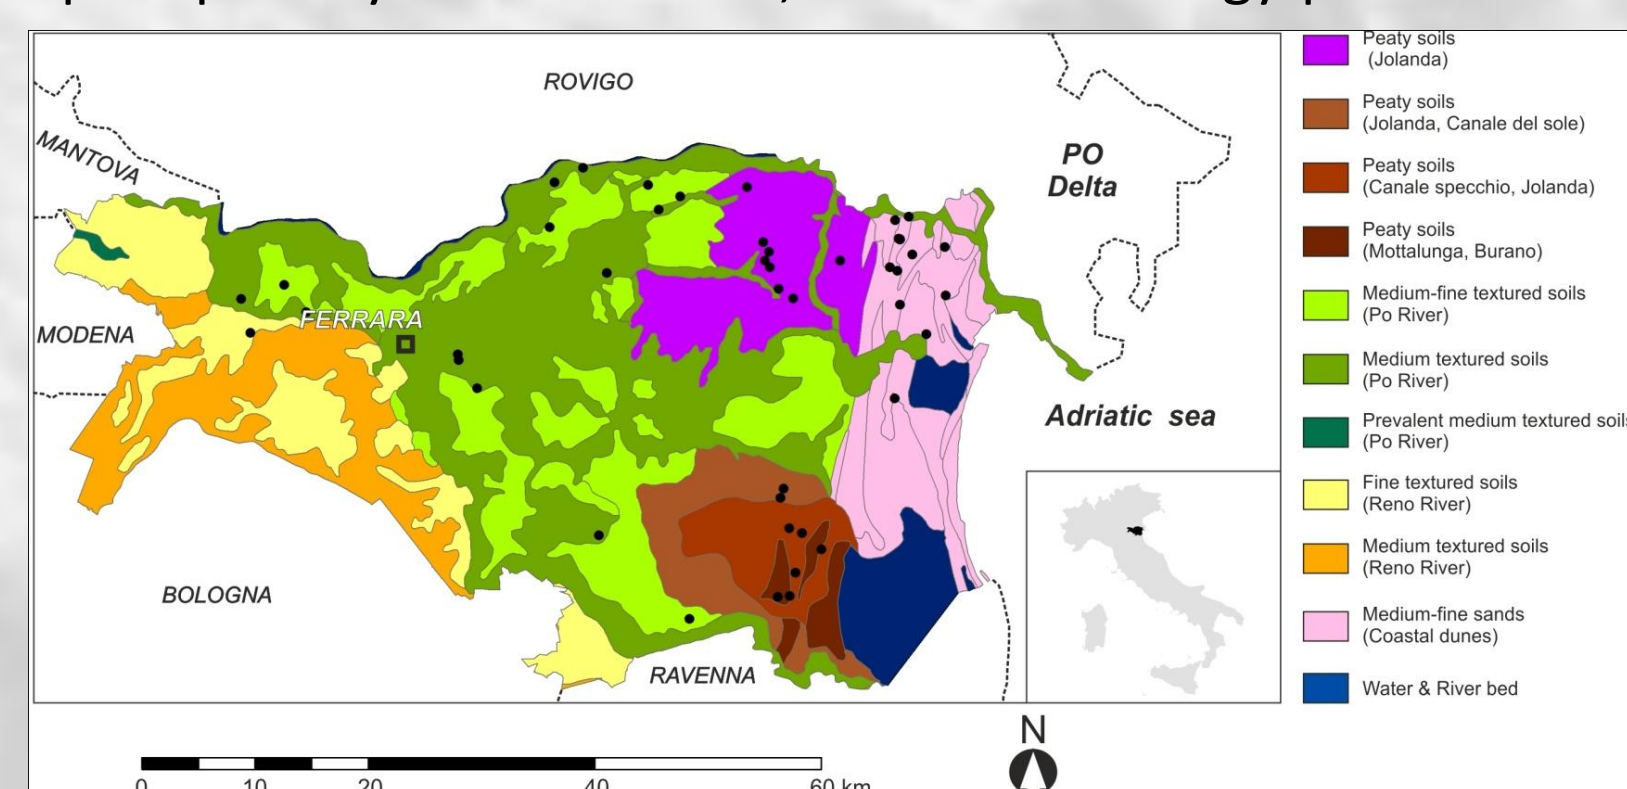 ROVIGO
MANTOVA
PO
Delta
FERRARA
MODENA
Adriatic sea
BOLOGNA
RAVENNA
Peaty soils
(Jolanda)
Peaty soils
(Jolanda, Canale del sole)
Peaty soils
(Canale specchio, Jolanda)
Peaty soils
(Mottalunga, Burano)
Medium-fine textured soils
(Po River)
Medium textured soils
(Po River)
Prevalent medium textured soils
(Po River)
Fine textured soils
(Reno River)
Medium textured soils
(Reno River)
Medium-fine sands
(Coastal dunes)
Water & River bed
N
0 10 20 40 60 km